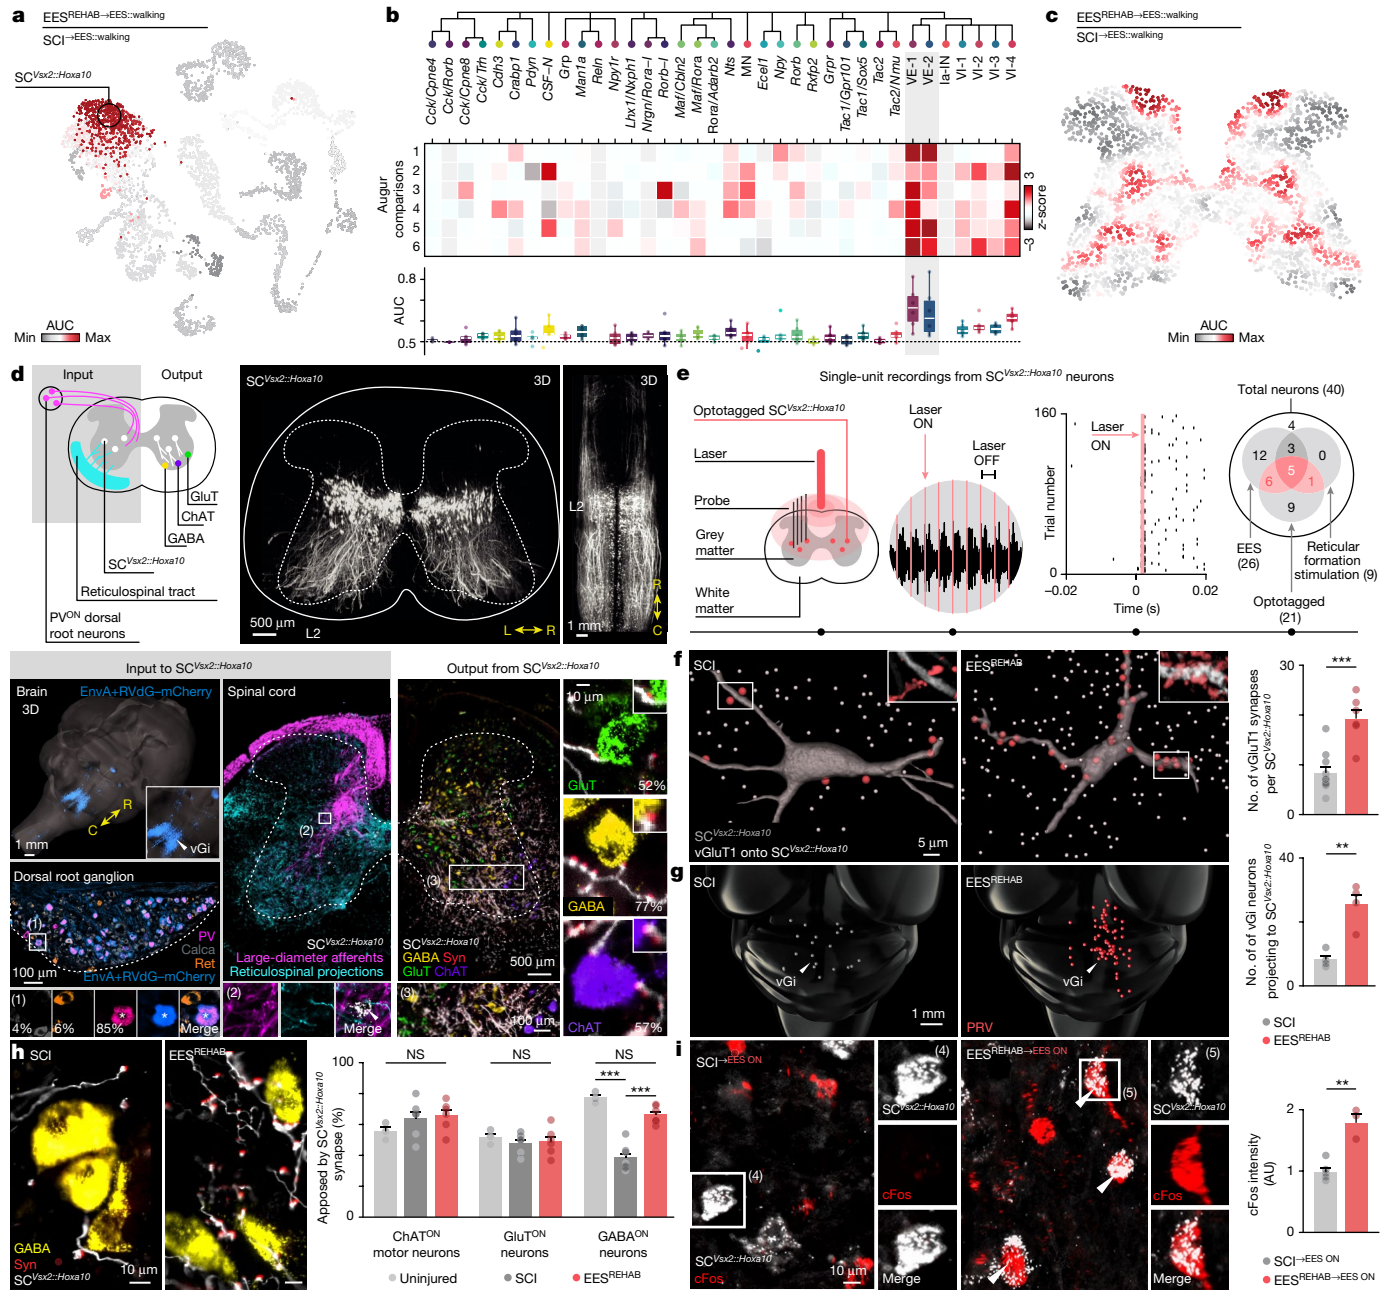 a
EES^REHAB→EES::walking
SCI^→EES::walking
SC^Vsx2::Hoxa10
AUC
Min Max
b
Cck/Cpne4
Cck/Rorb
Cck/Cpne8
Cck/Trh
Cdh3
Crabp1
Pdyn
CSF–N
Grp
Man1a
Reln
Npy1r
Lhx1/Nxph1
Nrgn/Rora–I
Rorb–I
Maf/Cbln2
Maf/Rora
Rora/Adarb2
Nts
MN
Ecel1
Npy
Rorb
Rxfp2
Grpr
Tac1/Gpr101
Tac1/Sox5
Tac2
Tac2/Nmu
VE-1
VE-2
Ia-IN
VI-1
VI-2
VI-3
VI-4
Augur
comparisons
1
2
3
4
5
6
3
z-score
–3
AUC
0.8
0.5
c
EES^REHAB→EES::walking
SCI^→EES::walking
AUC
Min Max
d
Input Output
GluT
ChAT
GABA
SC^Vsx2::Hoxa10
Reticulospinal tract
PV^ON dorsal
root neurons
SC^Vsx2::Hoxa10 3D
500 μm
L2
L R
3D
L2
R
C
1 mm
Input to SC^Vsx2::Hoxa10
Output from SC^Vsx2::Hoxa10
Brain EnvA+RVdG–mCherry
3D
R
C
1 mm
vGi
Dorsal root ganglion
(1)
PV
Calca
Ret
100 μm EnvA+RVdG–mCherry
(1)
4% 6% 85% * * * Merge
Spinal cord
(2)
SC^Vsx2::Hoxa10
Large-diameter afferehts
Reticulospinal projections
(2)
Merge
(3)
SC^Vsx2::Hoxa10
GABA Syn
GluT ChAT
500 μm
(3)
100 μm
10 μm
GluT 52%
GABA 77%
ChAT 57%
e
Single-unit recordings from SC^Vsx2::Hoxa10 neurons
Optotagged SC^Vsx2::Hoxa10
Laser
Probe
Grey
matter
White
matter
Laser
ON
Laser
OFF
Trial number
160
0
Laser
ON
–0.02 0 0.02
Time (s)
Total neurons (40)
4
12 3 0
5
6 1
9
EES
(26)
Reticular
formation
stimulation (9)
Optotagged
(21)
f
SCI
SC^Vsx2::Hoxa10
vGluT1 onto SC^Vsx2::Hoxa10
5 μm
EES^REHAB
No. of vGluT1 synapses
per SC^Vsx2::Hoxa10
30
0
***
g
SCI
vGi
EES^REHAB
vGi
PRV
1 mm
No. of of vGi neurons
projecting to SC^Vsx2::Hoxa10
40
0
**
SCI
EES^REHAB
h
SCI
GABA
Syn
SC^Vsx2::Hoxa10
10 μm
EES^REHAB
Apposed by SC^Vsx2::Hoxa10
synapse (%)
100
0
NS NS NS
*** ***
ChAT^ON
motor neurons
GluT^ON
neurons
GABA^ON
neurons
Uninjured SCI EES^REHAB
i
SCI^→EES ON
(4)
SC^Vsx2::Hoxa10
cFos
10 μm
(4)
SC^Vsx2::Hoxa10
cFos
Merge
EES^REHAB→EES ON
(5)
(5)
SC^Vsx2::Hoxa10
cFos
Merge
cFos intensity
(AU)
2
1
0
**
SCI^→EES ON
EES^REHAB→EES ON